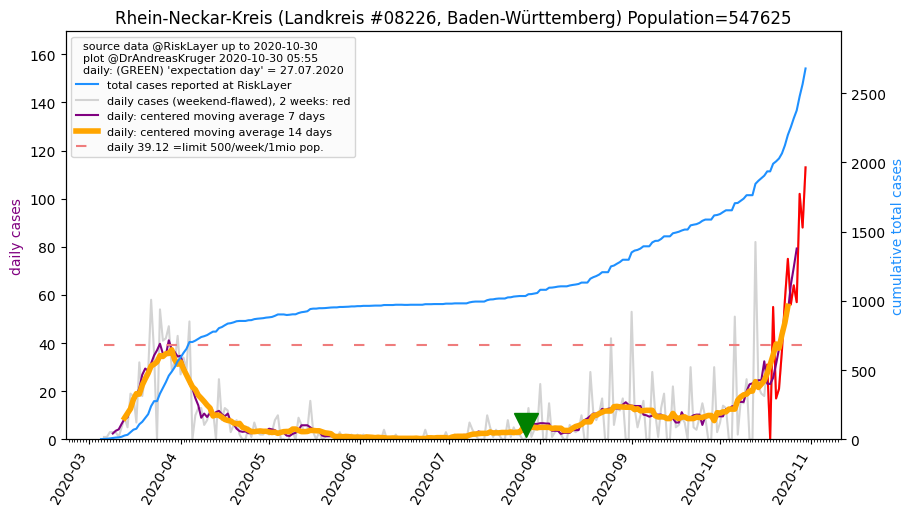 Rhein-Neckar-Kreis (Landkreis #08226, Baden-Württemberg) Population=547625
source data @RiskLayer up to 2020-10-30
plot @DrAndreasKruger 2020-10-30 05:55
daily: (GREEN) 'expectation day' = 27.07.2020
total cases reported at RiskLayer
daily cases (weekend-flawed), 2 weeks: red
daily: centered moving average 7 days
daily: centered moving average 14 days
daily 39.12 =limit 500/week/1mio pop.
daily cases
160
140
120
100
80
60
40
20
0
cumulative total cases
2500
2000
1500
1000
500
0
2020-03
2020-04
2020-05
2020-06
2020-07
2020-08
2020-09
2020-10
2020-11